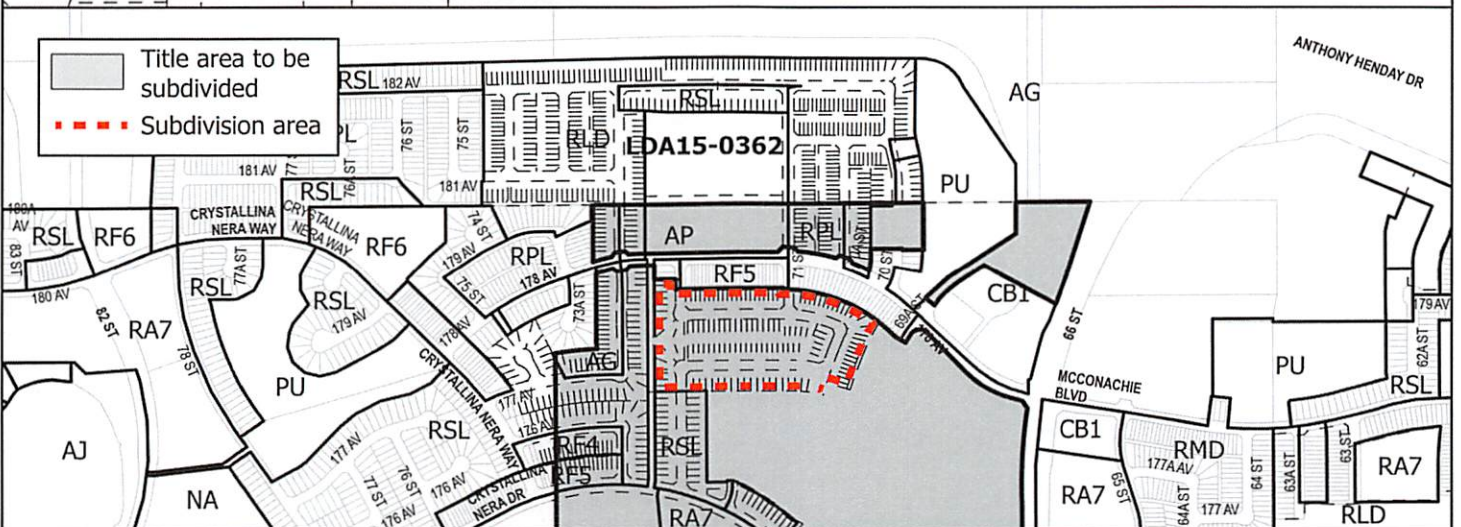 Title area to be
subdivided
Subdivision area
RSL
182 AV
ANTHONY HENDAY DR
AG
RSL
RLD
LDA15-0362
76 ST
75 ST
76A ST
181 AV
181 AV
RSL
PU
CRYSTALLINA
NERA WAY
CRYSTALLINA
NERA WAY
180A
AV
RSL
RF6
83 ST
RF6
74 ST
179 AV
RPL
178 AV
75 ST
AP
RPL
71 ST
70 ST
RF5
69A ST
CB1
66 ST
180 AV
RSL
77A ST
RSL
179 AV
82 ST
RA7
78 ST
PU
178 AV
73A ST
AG
177 AV
CRYSTALLINA NERA WAY
176 AV
179 AV
62A ST
PU
RSL
MCCONACHIE
BLVD
AJ
NA
RSL
177 AV
76 ST
77 ST
176 AV
176 AV
RF4
RF5
CRYSTALLINA
NERA DR
RSL
RA7
CB1
RA7
65 ST
RMD
177A AV
64A ST
177 AV
64 ST
63A ST
63 ST
RA7
RLD